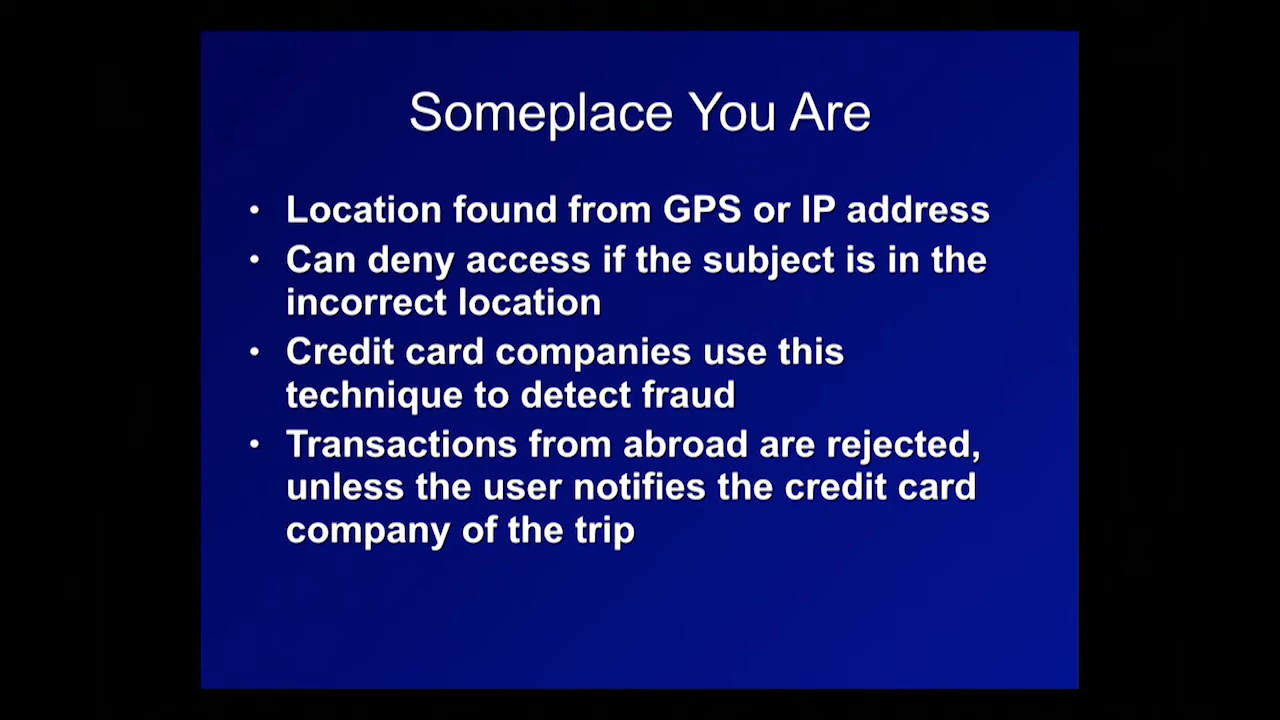 Someplace You Are
• Location found from GPS or IP address
• Can deny access if the subject is in the
incorrect location
• Credit card companies use this
technique to detect fraud
• Transactions from abroad are rejected,
unless the user notifies the credit card
company of the trip